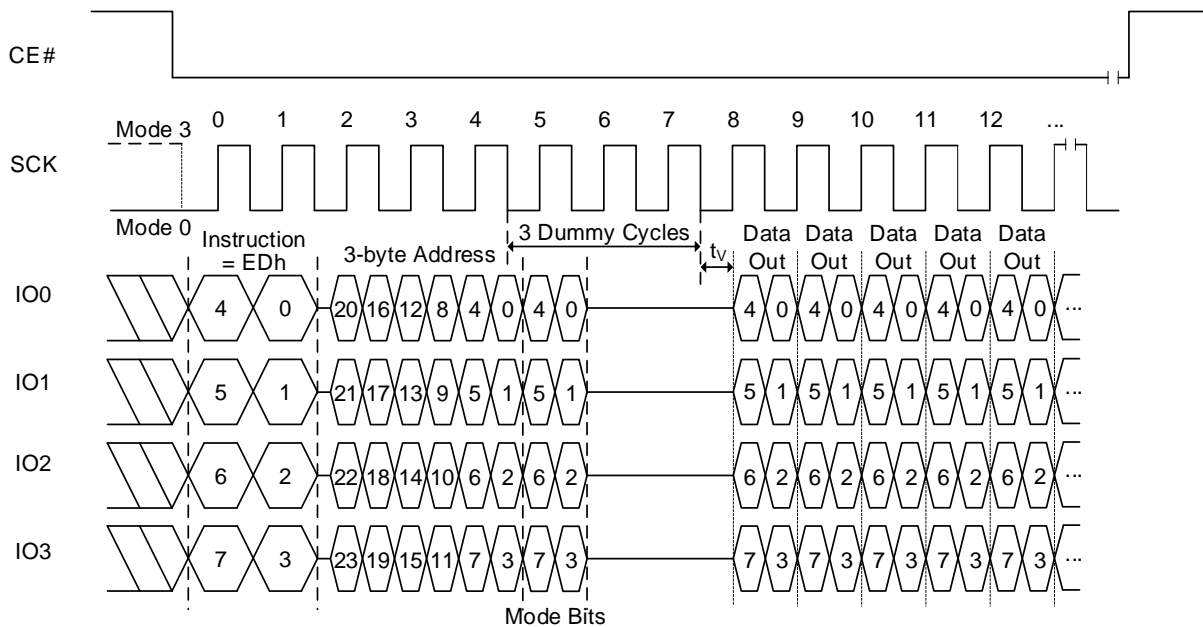 CE#
0 1 2 3 4 5 6 7 8 9 10 11 12 ...
Mode 3
SCK
Mode 0
3 Dummy Cycles
Instruction
= EDh
3-byte Address
tV
Data Out Data Out Data Out Data Out Data Out
IO0 4 0 20 16 12 8 4 0 4 0 4 0 4 0 4 0 4 0 4 0 ...
IO1 5 1 21 17 13 9 5 1 5 1 5 1 5 1 5 1 5 1 5 1 ...
IO2 6 2 22 18 14 10 6 2 6 2 6 2 6 2 6 2 6 2 6 2 ...
IO3 7 3 23 19 15 11 7 3 7 3 7 3 7 3 7 3 7 3 7 3 ...
Mode Bits